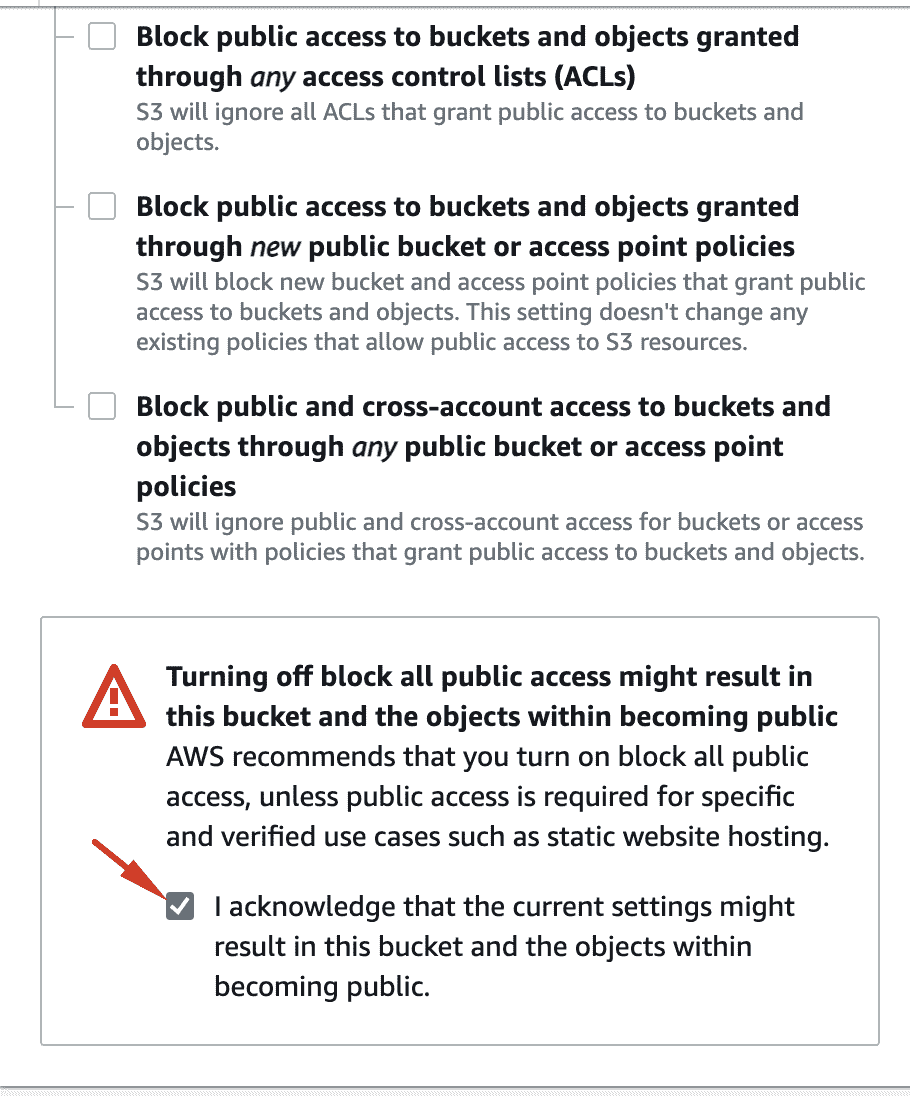 Block public access to buckets and objects granted
through any access control lists (ACLs)
S3 will ignore all ACLs that grant public access to buckets and
objects.
Block public access to buckets and objects granted
through new public bucket or access point policies
S3 will block new bucket and access point policies that grant public
access to buckets and objects. This setting doesn't change any
existing policies that allow public access to S3 resources.
Block public and cross-account access to buckets and
objects through any public bucket or access point
policies
S3 will ignore public and cross-account access for buckets or access
points with policies that grant public access to buckets and objects.
Turning off block all public access might result in
this bucket and the objects within becoming public
AWS recommends that you turn on block all public
access, unless public access is required for specific
and verified use cases such as static website hosting.
I acknowledge that the current settings might
result in this bucket and the objects within
becoming public.